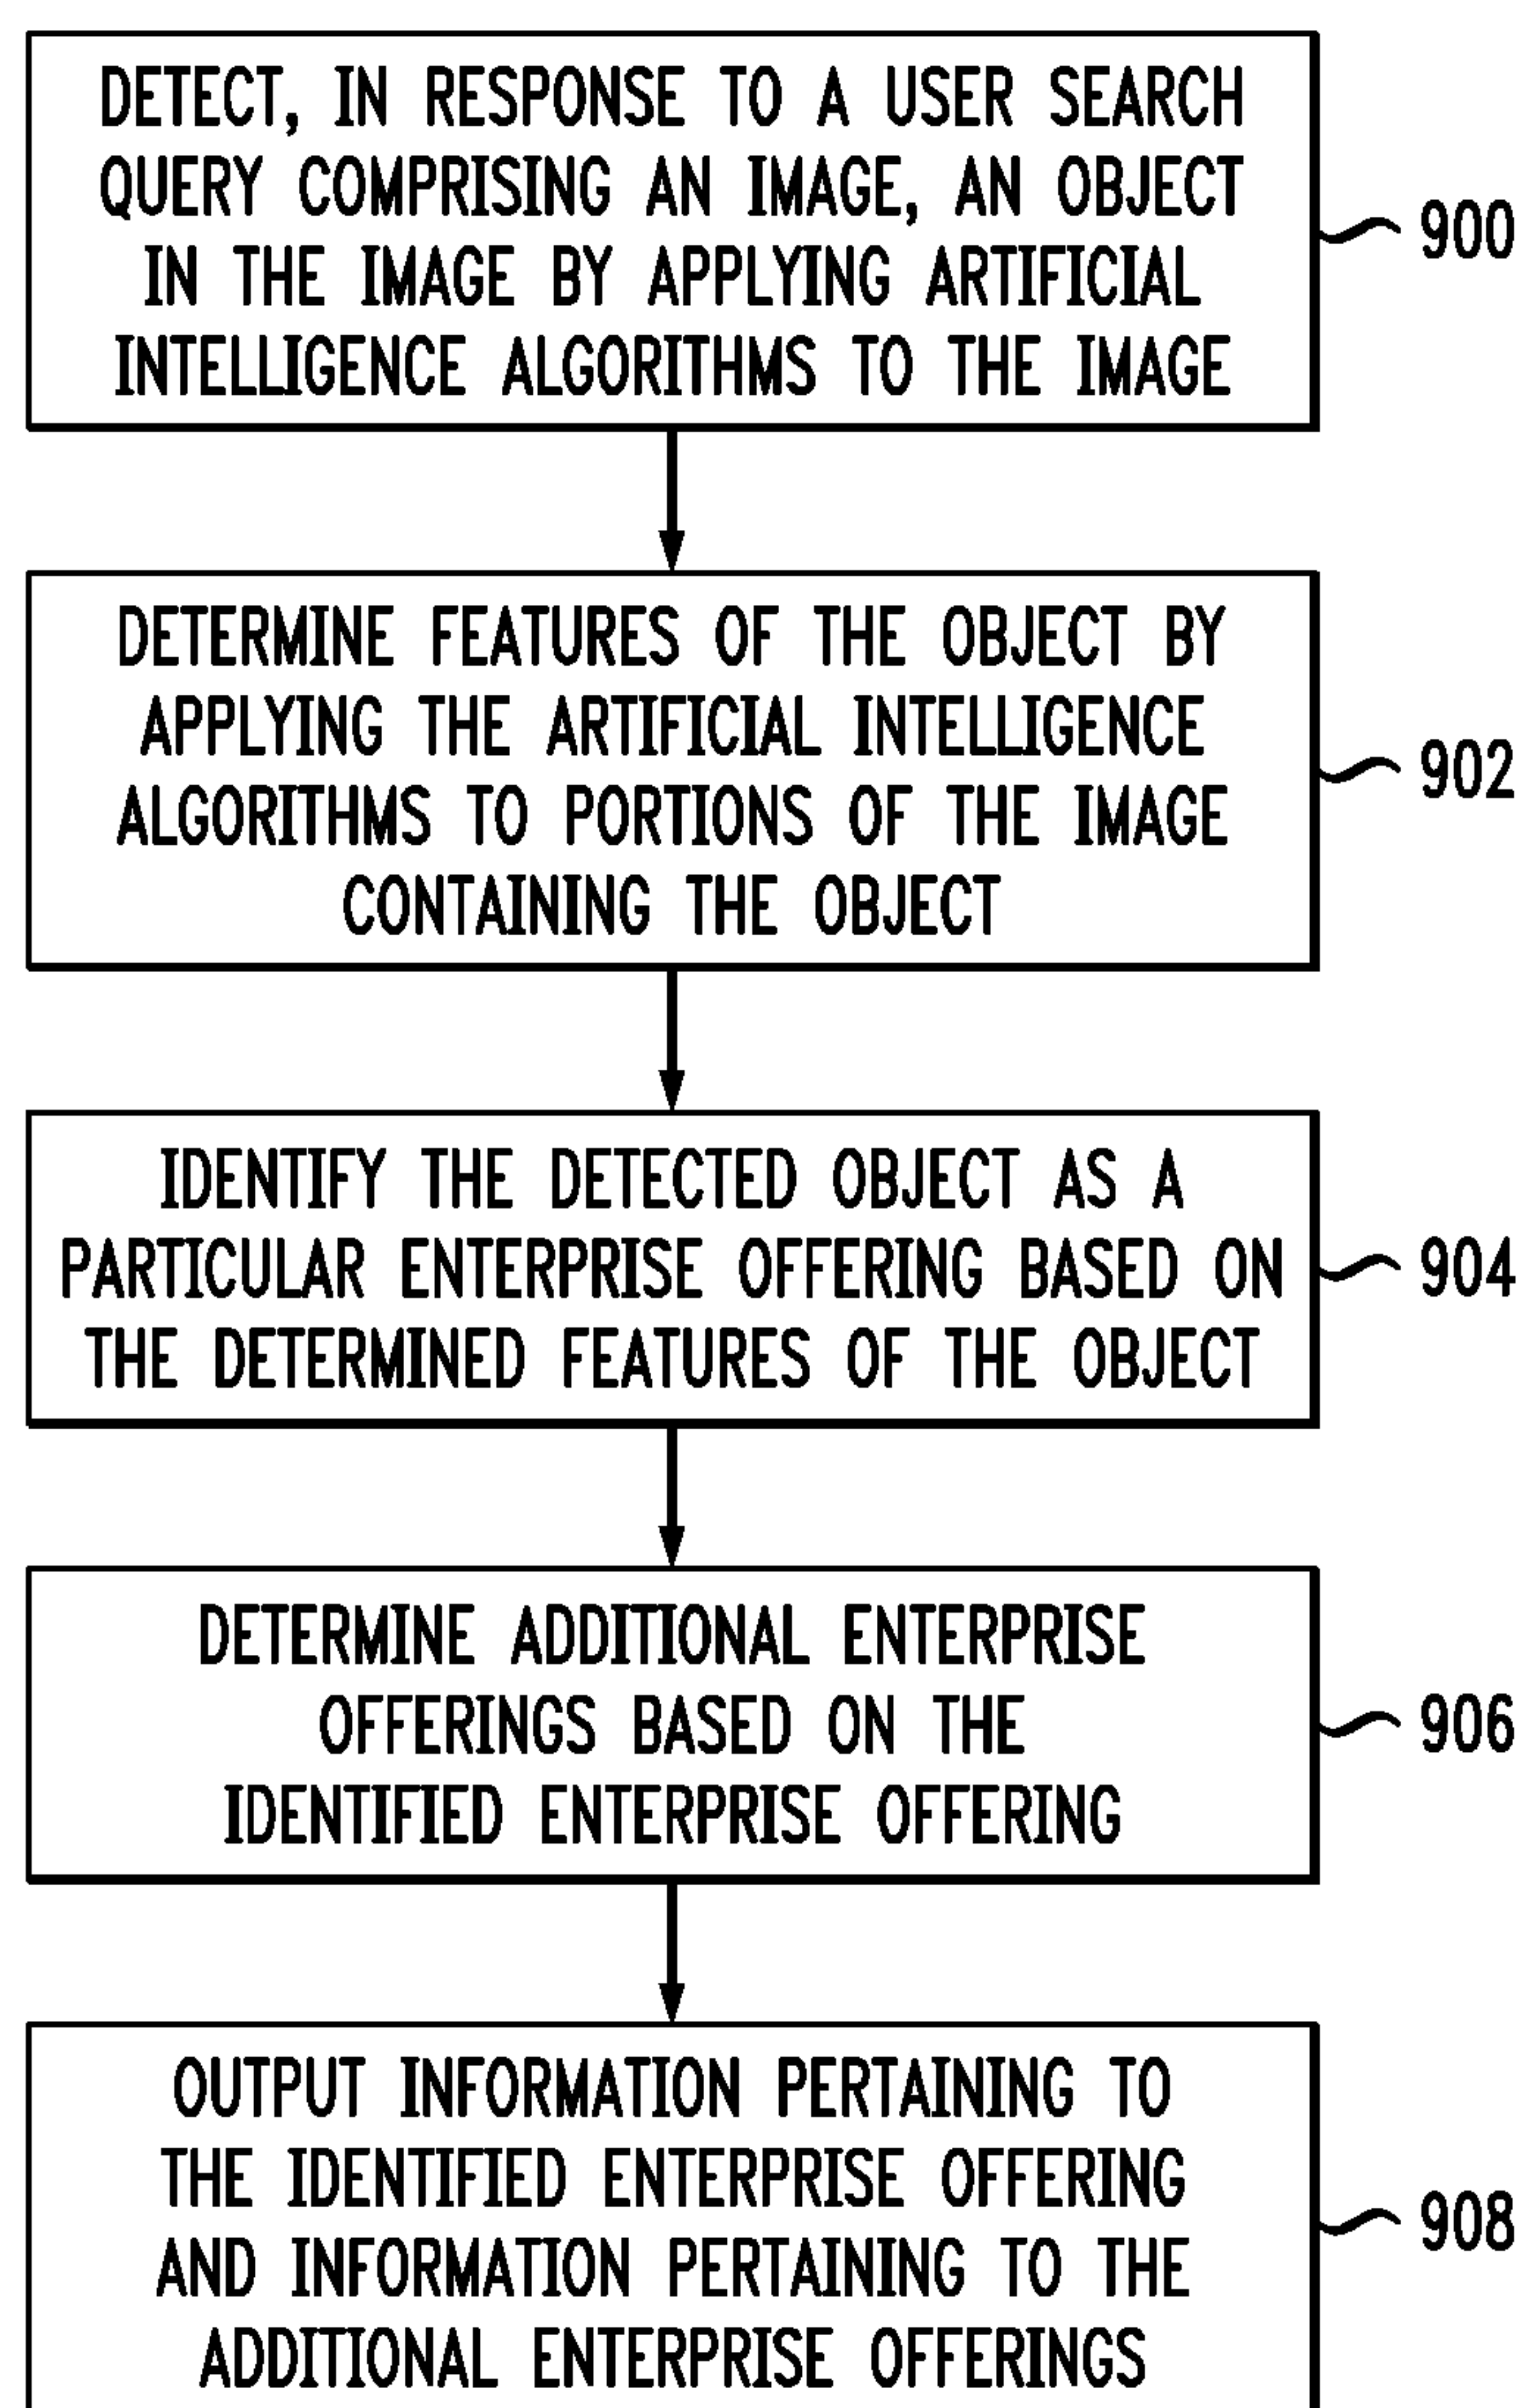 DETECT, IN RESPONSE TO A USER SEARCH
QUERY COMPRISING AN IMAGE, AN OBJECT
IN THE IMAGE BY APPLYING ARTIFICIAL
INTELLIGENCE ALGORITHMS TO THE IMAGE
900
DETERMINE FEATURES OF THE OBJECT BY
APPLYING THE ARTIFICIAL INTELLIGENCE
ALGORITHMS TO PORTIONS OF THE IMAGE
CONTAINING THE OBJECT
902
IDENTIFY THE DETECTED OBJECT AS A
PARTICULAR ENTERPRISE OFFERING BASED ON
THE DETERMINED FEATURES OF THE OBJECT
904
DETERMINE ADDITIONAL ENTERPRISE
OFFERINGS BASED ON THE
IDENTIFIED ENTERPRISE OFFERING
906
OUTPUT INFORMATION PERTAINING TO
THE IDENTIFIED ENTERPRISE OFFERING
AND INFORMATION PERTAINING TO THE
ADDITIONAL ENTERPRISE OFFERINGS
908